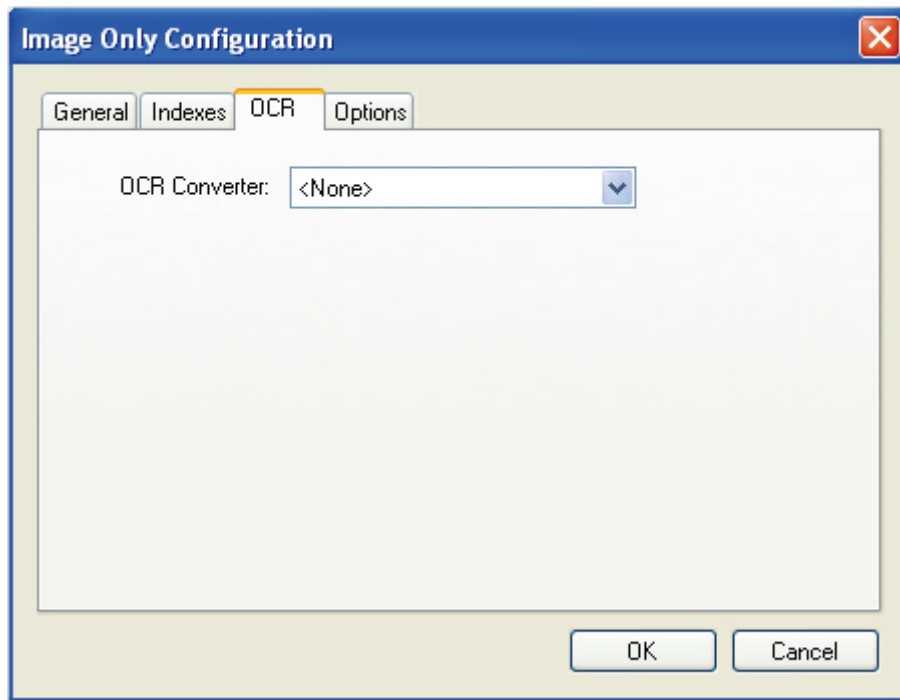 Image Only Configuration
General Indexes OCR Options
OCR Converter: <None>
OK Cancel